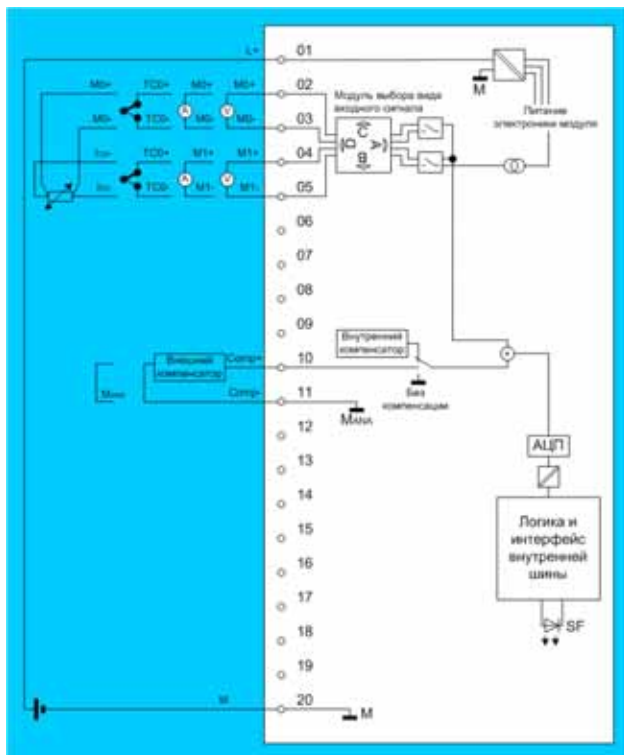 L+ 01
M0+ TC0+ M0+ M0+ 02
M0- TC0- M0- M0- 03
TC0+ M1+ M1+ 04
TC0- M1- M1- 05
A V
A V
Модуль выбора вида
входного сигнала
C
D A
B
M
Питание
электроники модуля
06
07
08
09
Внутренний
компенсатор
Внешний
компенсатор
Comp+ 10
Comp- 11
MANA
Без
компенсации
MANA
12
13
14
15
16
17
18
19
АЦП
Логика и
интерфейс
внутренней
шины
SF
M 20
M